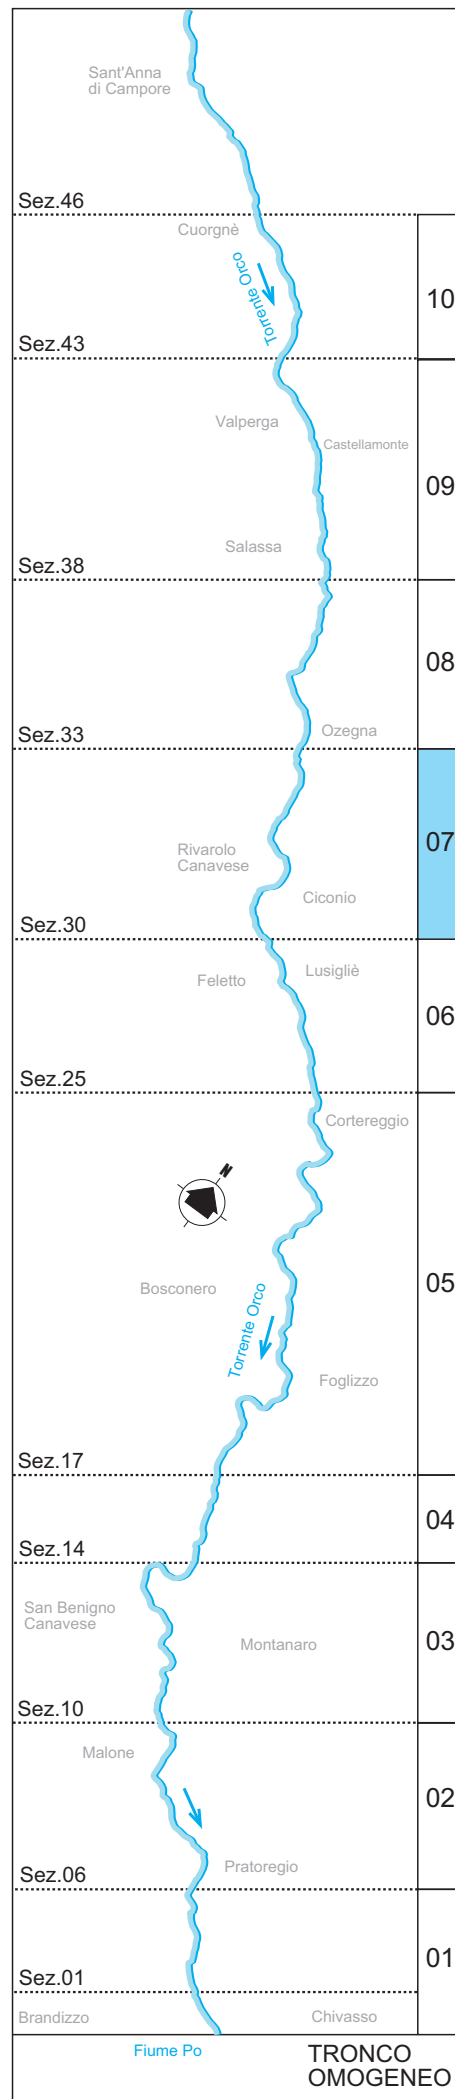 Sant'Anna
di Campore
Sez.46
Cuorgnè
Torrente Orco
10
Sez.43
Valperga
Castellamonte
09
Salassa
Sez.38
08
Ozegna
Sez.33
07
Rivarolo
Canavese
Ciconio
Sez.30
Lusigliè
Feletto
06
Sez.25
Cortereggio
N
Bosconero
05
Torrente Orco
Foglizzo
Sez.17
04
Sez.14
San Benigno
Canavese
Montanaro
03
Sez.10
Malone
02
Pratoregio
Sez.06
01
Sez.01
Brandizzo
Chivasso
Fiume Po
TRONCO
OMOGENEO